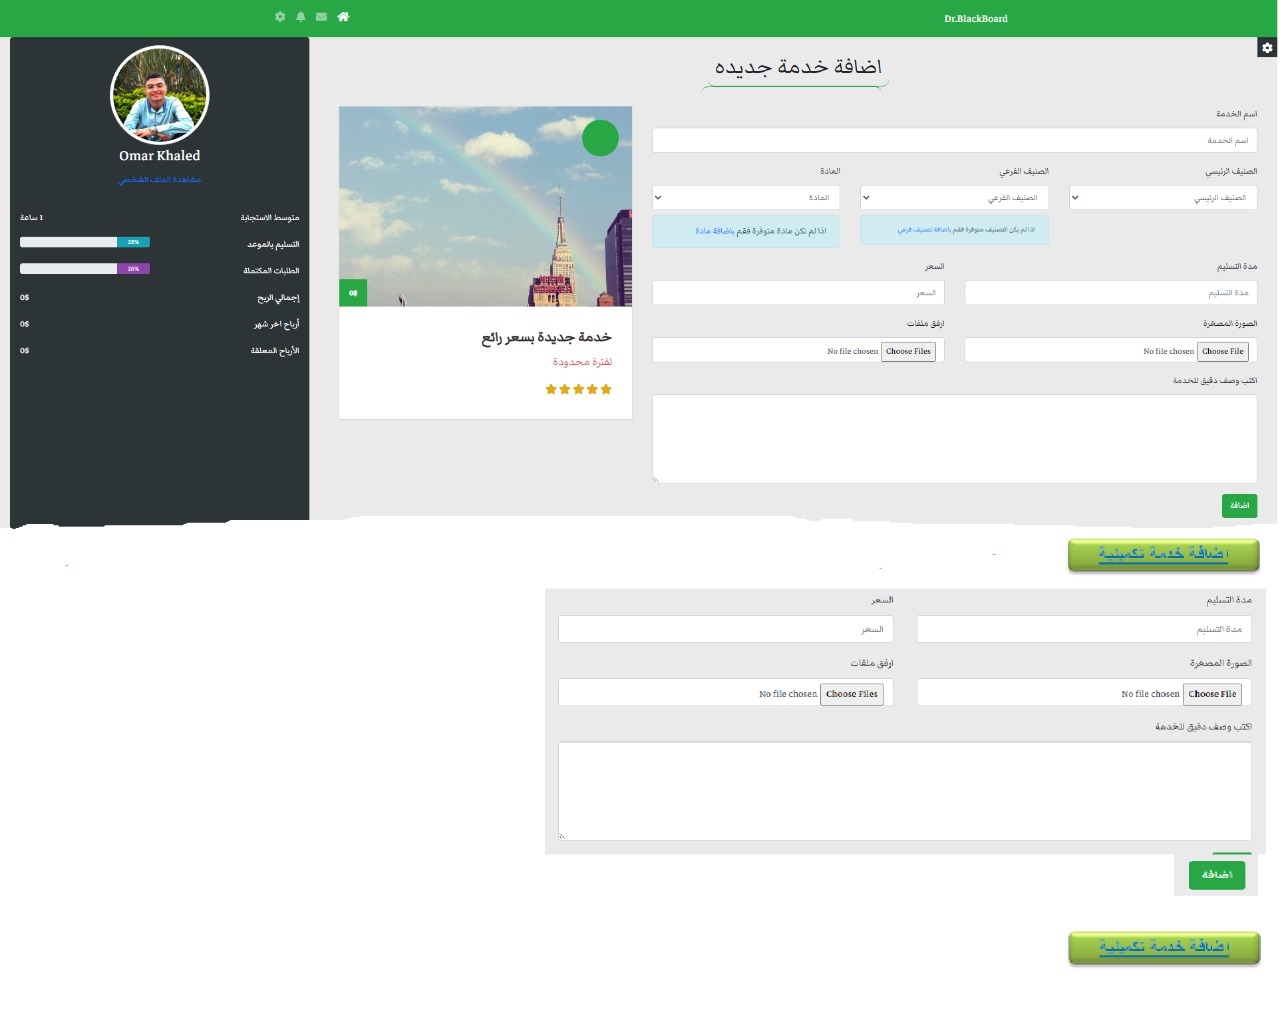 Dr.BlackBoard
اضافة خدمة جديده
اسم الخدمة
اسم الخدمة
الصنيف الرئيسي
الصنيف الفرعي
المادة
الصنيف الرئيسي
الصنيف الفرعي
المادة
اذا لم يكن التصنيف متوفرة فقم باضافة تصنيف فرعي
اذا لم تكن مادة متوفرة فقم باضافة مادة
مدة التسليم
السعر
مدة التسليم
السعر
الصورة المصغرة
ارفق ملفات
Choose File No file chosen
Choose Files No file chosen
اكتب وصف دقيق للخدمة
اضافة
0$
خدمة جديدة بسعر رائع
لفترة محدودة
Omar Khaled
مشاهدة الملف الشخصي
متوسط الاستجابة
1 ساعة
التسليم بالموعد
25%
الطلبات المكتملة
25%
إجمالي الربح
0$
أرباح اخر شهر
0$
الأرباح المعلقة
0$
اضافة خدمة تكميلية
مدة التسليم
السعر
مدة التسليم
السعر
الصورة المصغرة
ارفق ملفات
Choose File No file chosen
Choose Files No file chosen
اكتب وصف دقيق للخدمة
اضافة
اضافة خدمة تكميلية